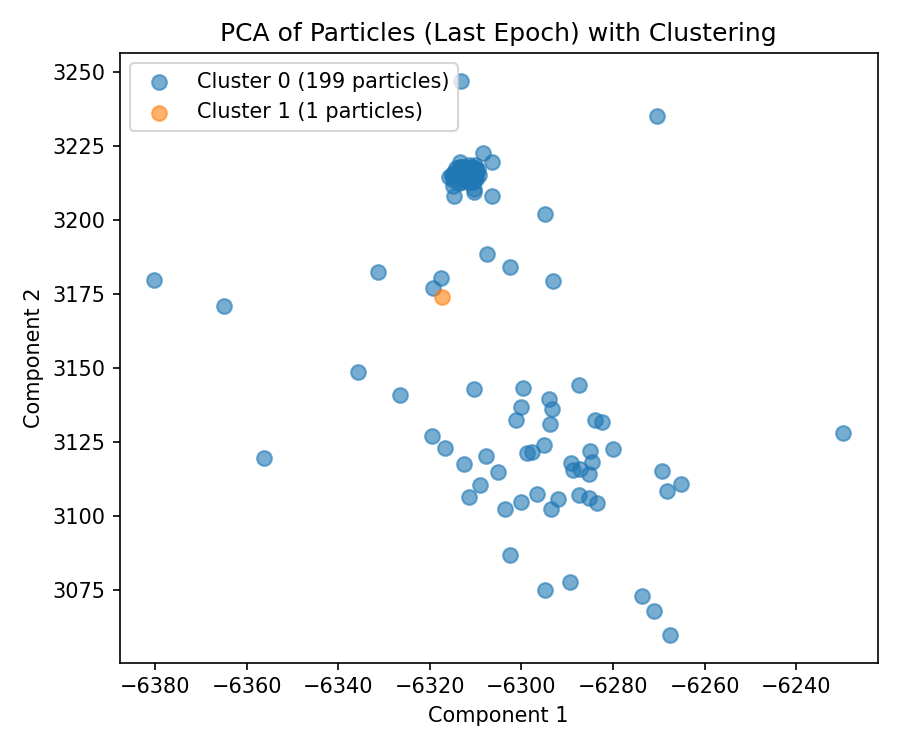 PCA of Particles (Last Epoch) with Clustering
Cluster 0 (199 particles)
Cluster 1 (1 particles)
Component 2
3250
3225
3200
3175
3150
3125
3100
3075
−6380 −6360 −6340 −6320 −6300 −6280 −6260 −6240
Component 1